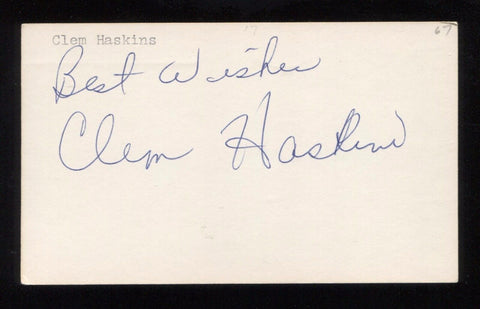 67
Clem Haskins
Best Wishes
Clem Haskins